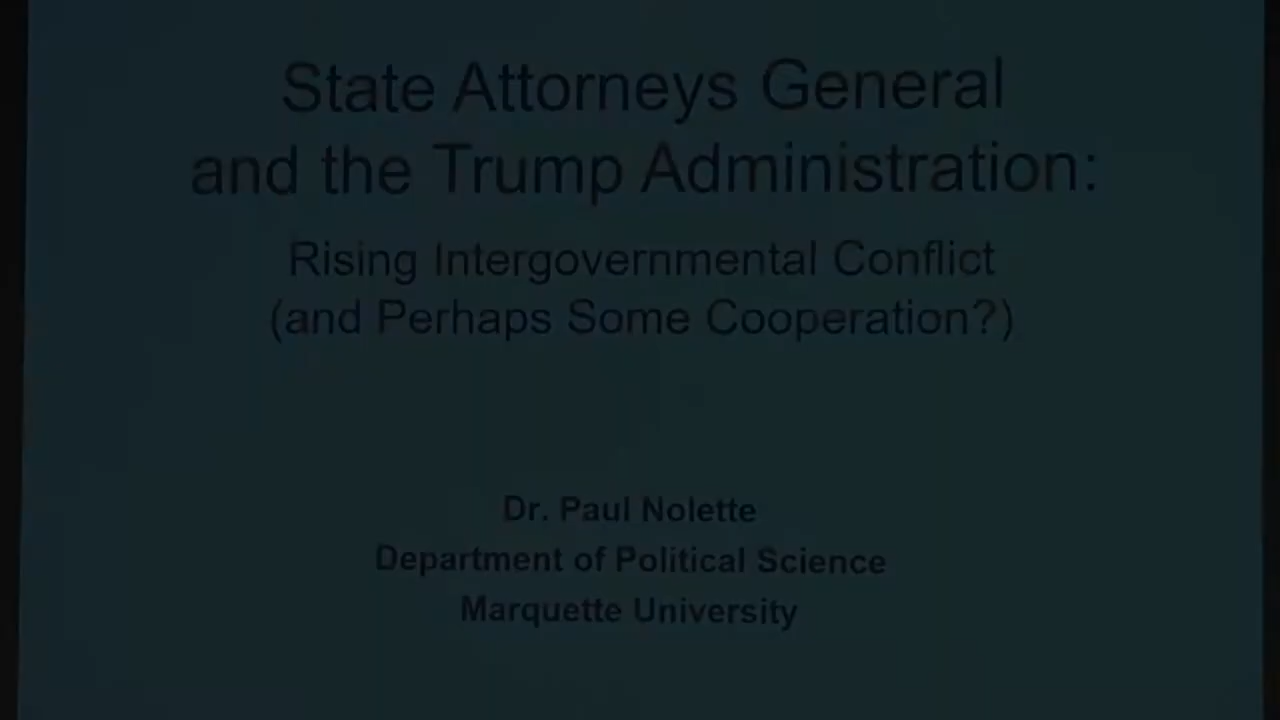 State Attorneys General
and the Trump Administration:
Rising Intergovernmental Conflict
(and Perhaps Some Cooperation?)
Dr. Paul Nolette
Department of Political Science
Marquette University